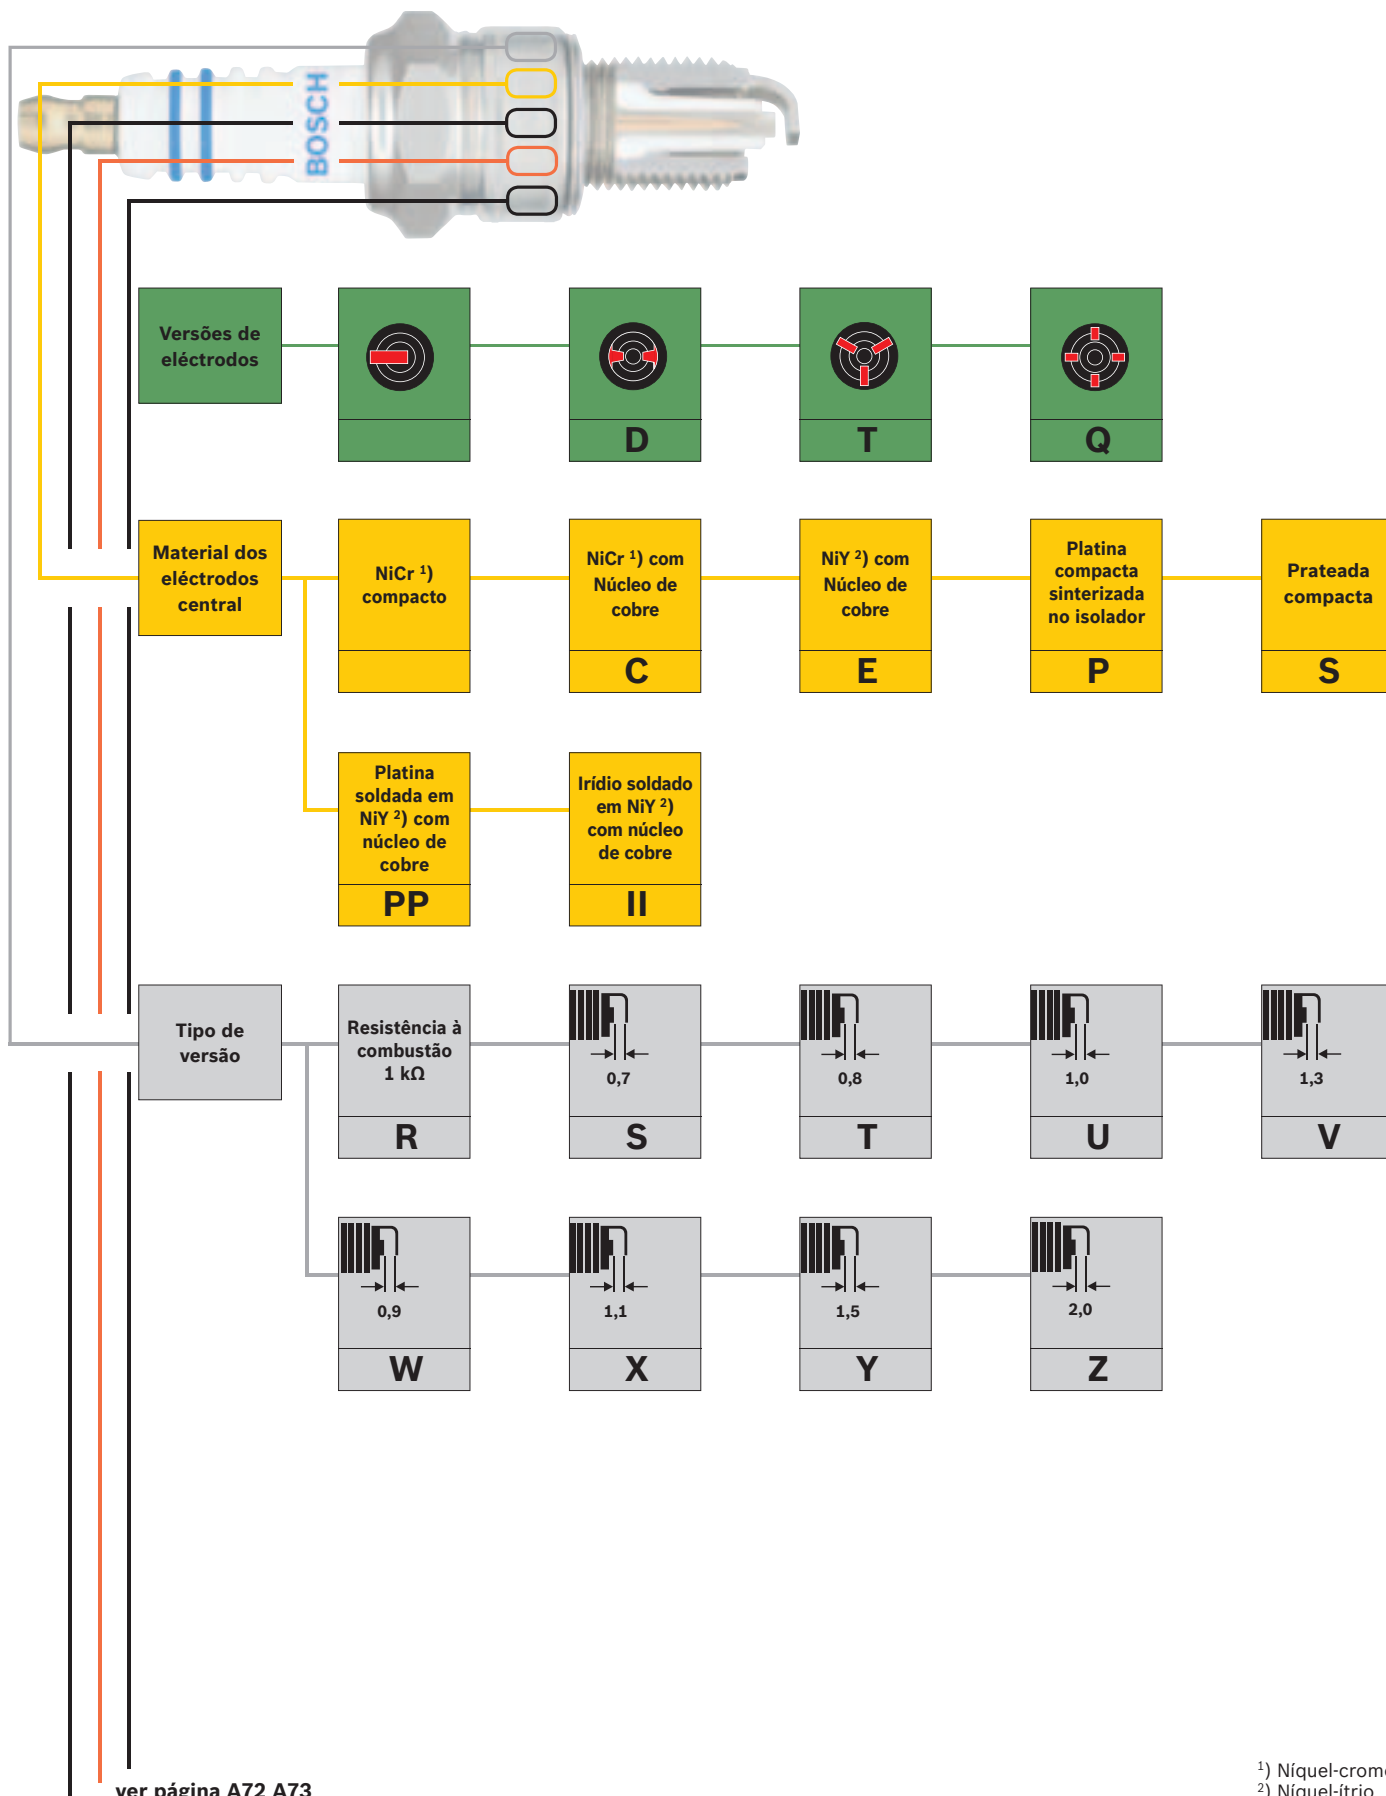 BOSCH
Versões de
eléctrodos
D
T
Q
Material dos
eléctrodos
central
NiCr ¹)
compacto
NiCr ¹) com
Núcleo de
cobre
C
NiY ²) com
Núcleo de
cobre
E
Platina
compacta
sinterizada
no isolador
P
Prateada
compacta
S
Platina
soldada em
NiY ²) com
núcleo de
cobre
PP
Irídio soldado
em NiY ²)
com núcleo
de cobre
II
Tipo de
versão
Resistência à
combustão
1 kΩ
R
0,7
S
0,8
T
1,0
U
1,3
V
0,9
W
1,1
X
1,5
Y
2,0
Z
ver página A72 A73
¹) Níquel-cromo
²) Níquel-ítrio